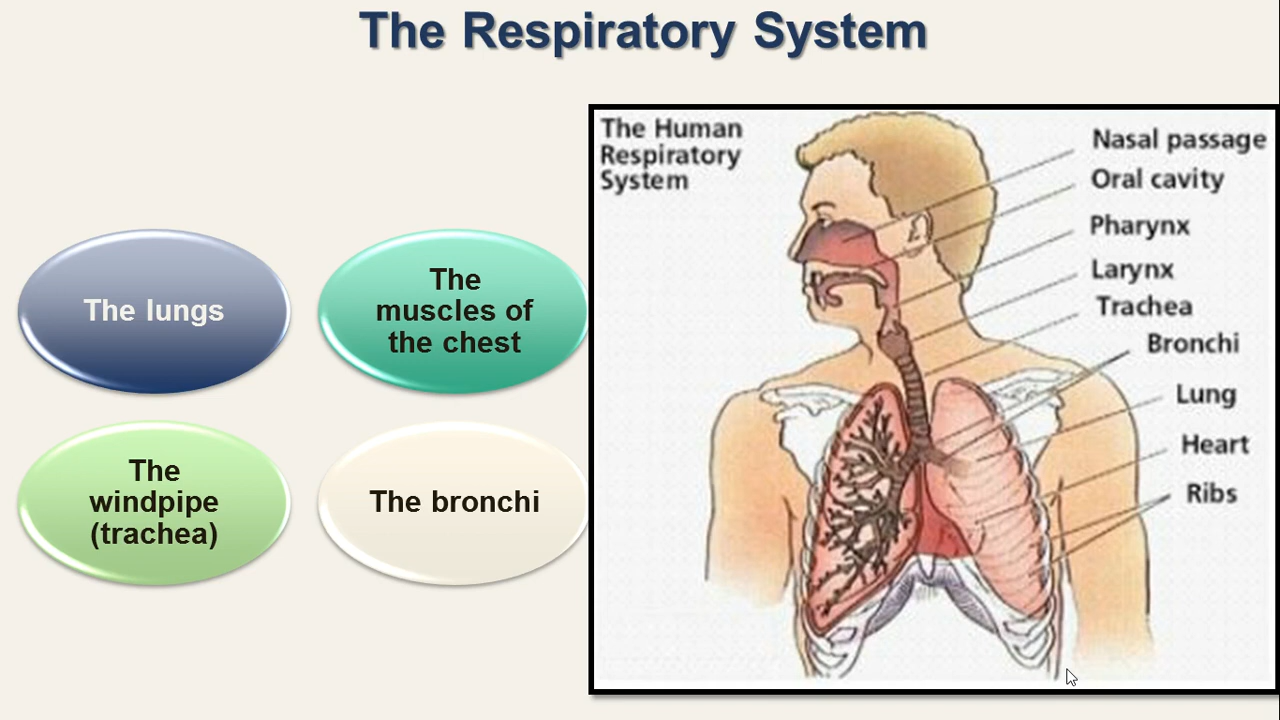 The Respiratory System
The lungs
The
muscles of
the chest
The
windpipe
(trachea)
The bronchi
The Human
Respiratory
System
Nasal passage
Oral cavity
Pharynx
Larynx
Trachea
Bronchi
Lung
Heart
Ribs